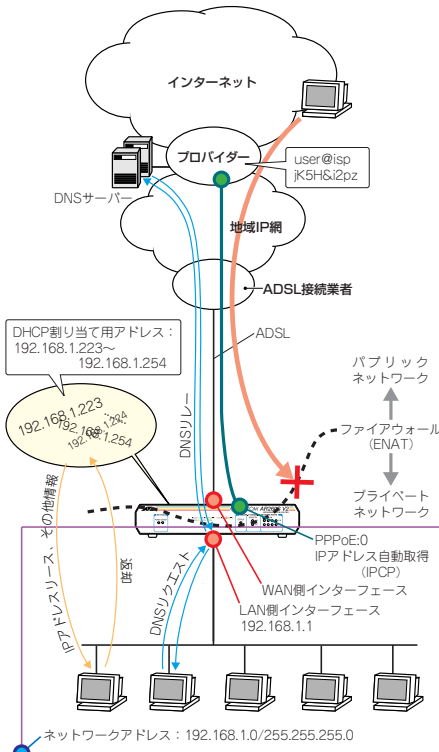 インターネット
プロバイダー
user@isp
jK5H&i2pz
DNSサーバー
地域IP網
ADSL接続業者
DHCP割り当て用アドレス：
192.168.1.223～
192.168.1.254
ADSL
パブリック
ネットワーク
192.168.1.223
192.168.1.224
192.168.1.254
DNSリレー
ファイアウォール
(ENAT)
プライベート
ネットワーク
IPアドレスリース、その他情報
返却
PPPoE:0
IPアドレス自動取得
(IPCP)
WAN側インターフェース
DNSリクエスト
LAN側インターフェース
192.168.1.1
ネットワークアドレス：192.168.1.0/255.255.255.0